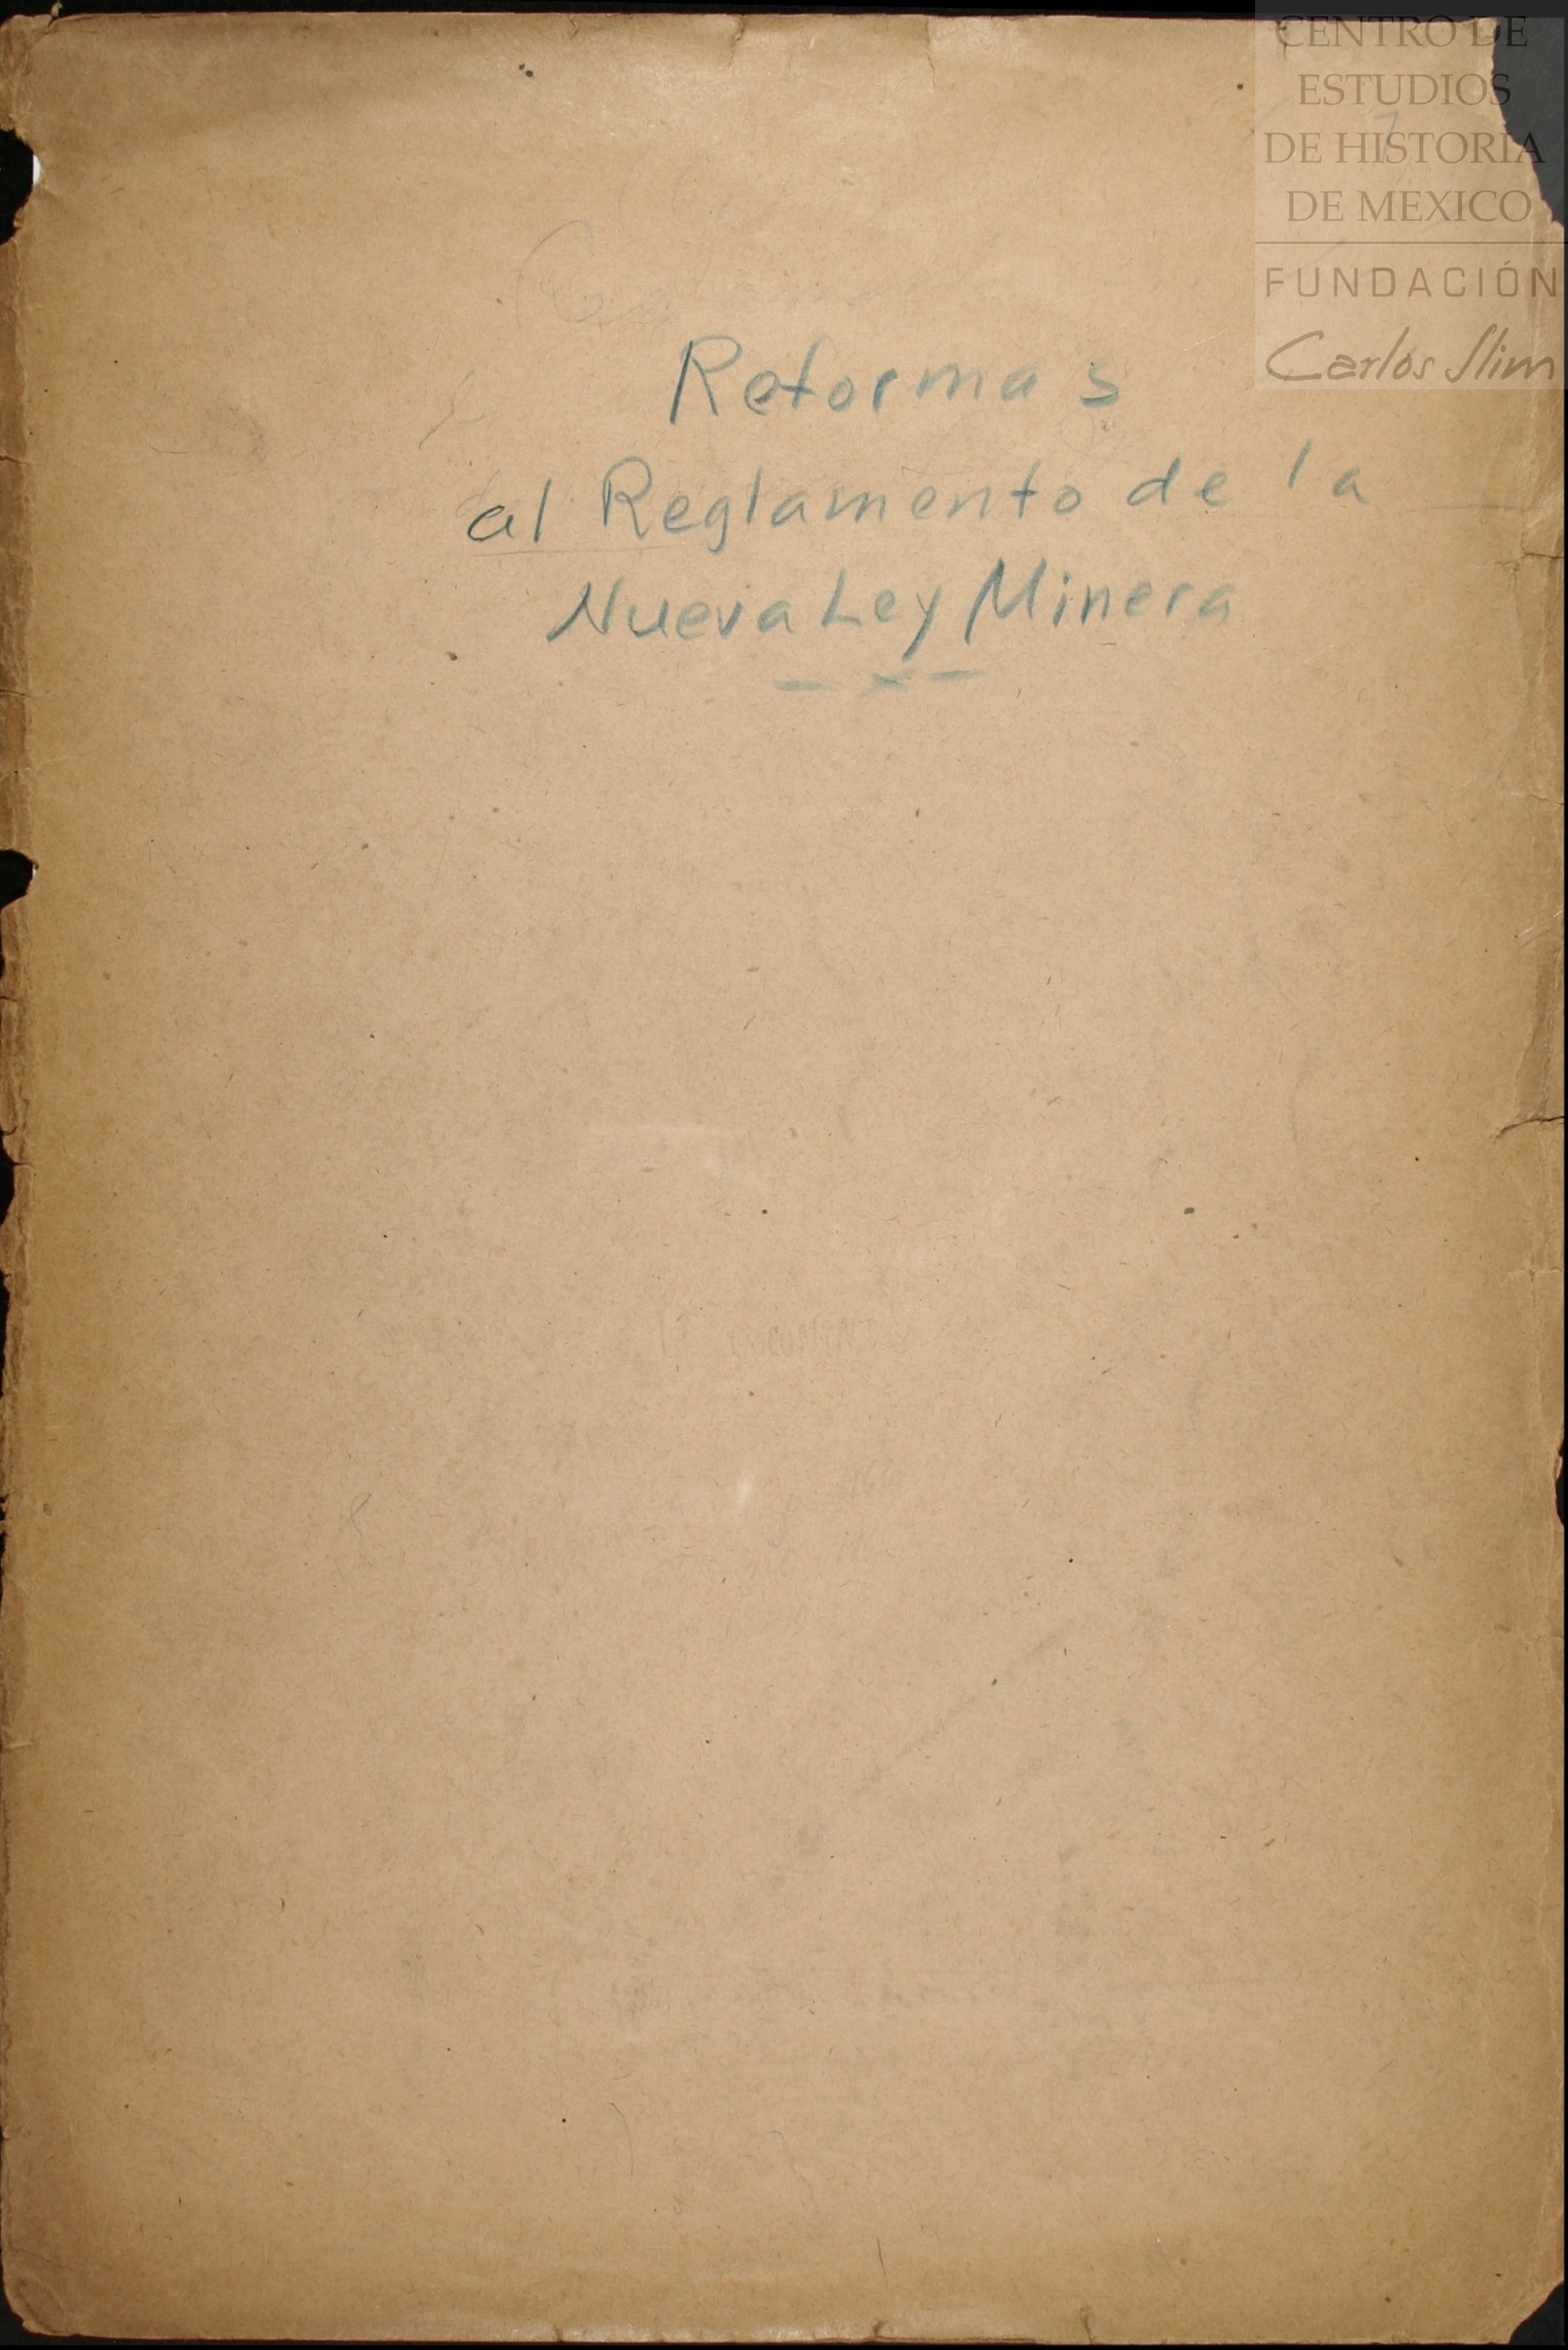 CENTRO DE
ESTUDIOS
DE HISTORIA
DE MEXICO
FUNDACIÓN
Carlos Slim
Reformas
al Reglamento de la
Nueva Ley Minera
— x —